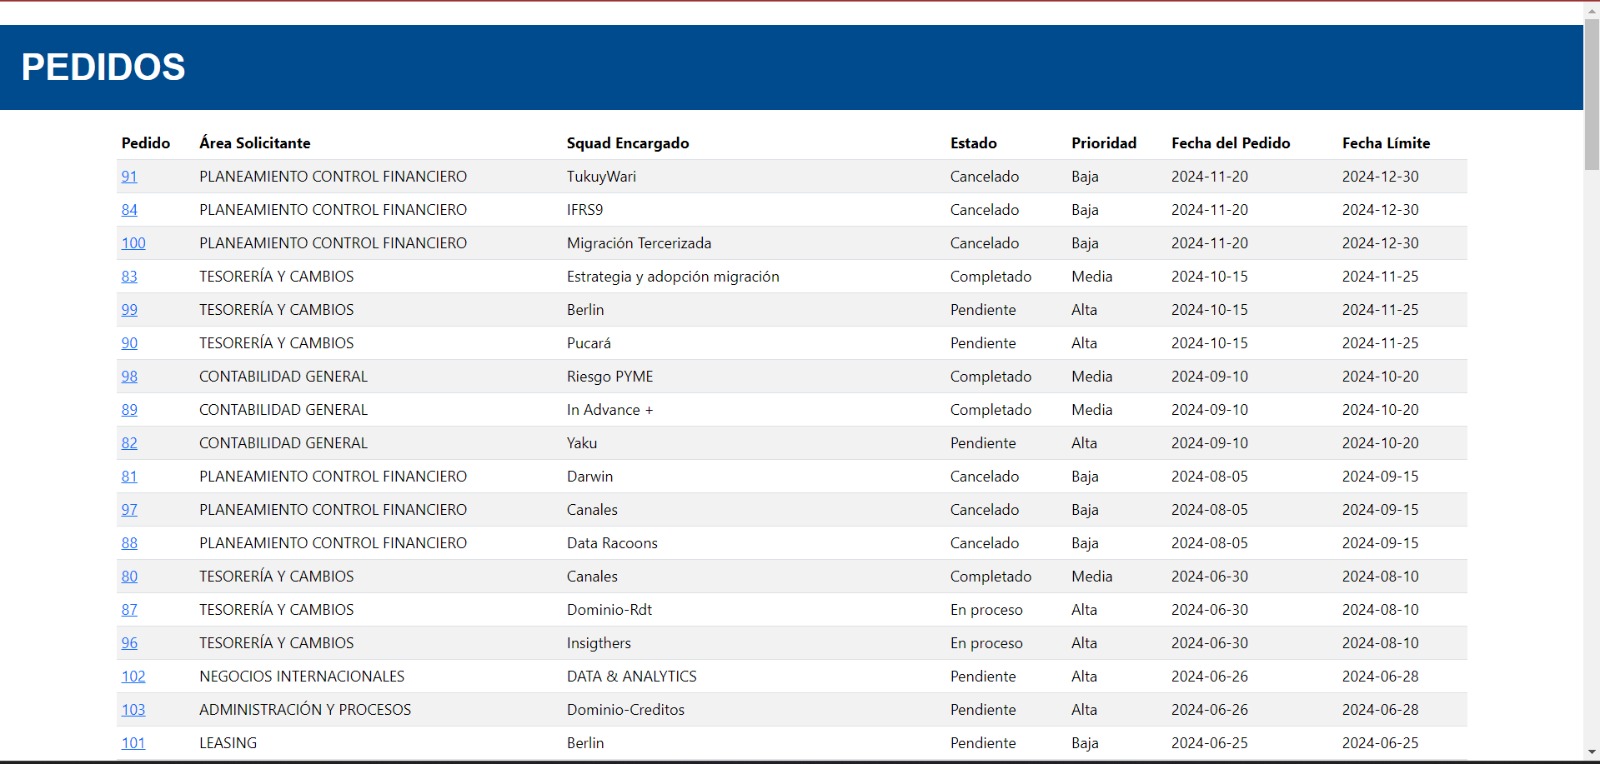 PEDIDOS
Pedido Área Solicitante Squad Encargado Estado Prioridad Fecha del Pedido Fecha Límite
91 PLANEAMIENTO CONTROL FINANCIERO TukuyWari Cancelado Baja 2024-11-20 2024-12-30
84 PLANEAMIENTO CONTROL FINANCIERO IFRS9 Cancelado Baja 2024-11-20 2024-12-30
100 PLANEAMIENTO CONTROL FINANCIERO Migración Tercerizada Cancelado Baja 2024-11-20 2024-12-30
83 TESORERÍA Y CAMBIOS Estrategia y adopción migración Completado Media 2024-10-15 2024-11-25
99 TESORERÍA Y CAMBIOS Berlin Pendiente Alta 2024-10-15 2024-11-25
90 TESORERÍA Y CAMBIOS Pucará Pendiente Alta 2024-10-15 2024-11-25
98 CONTABILIDAD GENERAL Riesgo PYME Completado Media 2024-09-10 2024-10-20
89 CONTABILIDAD GENERAL In Advance + Completado Media 2024-09-10 2024-10-20
82 CONTABILIDAD GENERAL Yaku Pendiente Alta 2024-09-10 2024-10-20
81 PLANEAMIENTO CONTROL FINANCIERO Darwin Cancelado Baja 2024-08-05 2024-09-15
97 PLANEAMIENTO CONTROL FINANCIERO Canales Cancelado Baja 2024-08-05 2024-09-15
88 PLANEAMIENTO CONTROL FINANCIERO Data Racoons Cancelado Baja 2024-08-05 2024-09-15
80 TESORERÍA Y CAMBIOS Canales Completado Media 2024-06-30 2024-08-10
87 TESORERÍA Y CAMBIOS Dominio-Rdt En proceso Alta 2024-06-30 2024-08-10
96 TESORERÍA Y CAMBIOS Insigthers En proceso Alta 2024-06-30 2024-08-10
102 NEGOCIOS INTERNACIONALES DATA & ANALYTICS Pendiente Alta 2024-06-26 2024-06-28
103 ADMINISTRACIÓN Y PROCESOS Dominio-Creditos Pendiente Alta 2024-06-26 2024-06-28
101 LEASING Berlin Pendiente Baja 2024-06-25 2024-06-25